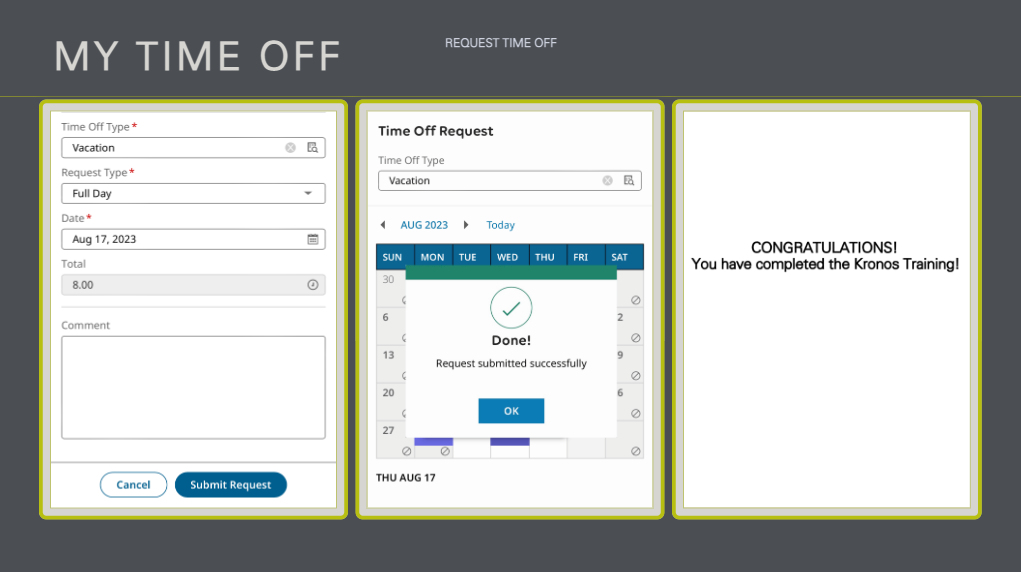 MY TIME OFF
REQUEST TIME OFF
Time Off Type *
Vacation
Request Type *
Full Day
Date *
Aug 17, 2023
Total
8.00
Comment
Cancel
Submit Request
Time Off Request
Time Off Type
Vacation
AUG 2023
Today
SUN MON TUE WED THU FRI SAT
30
6 2
13 9
20 6
27
Done!
Request submitted successfully
OK
THU AUG 17
CONGRATULATIONS!
You have completed the Kronos Training!